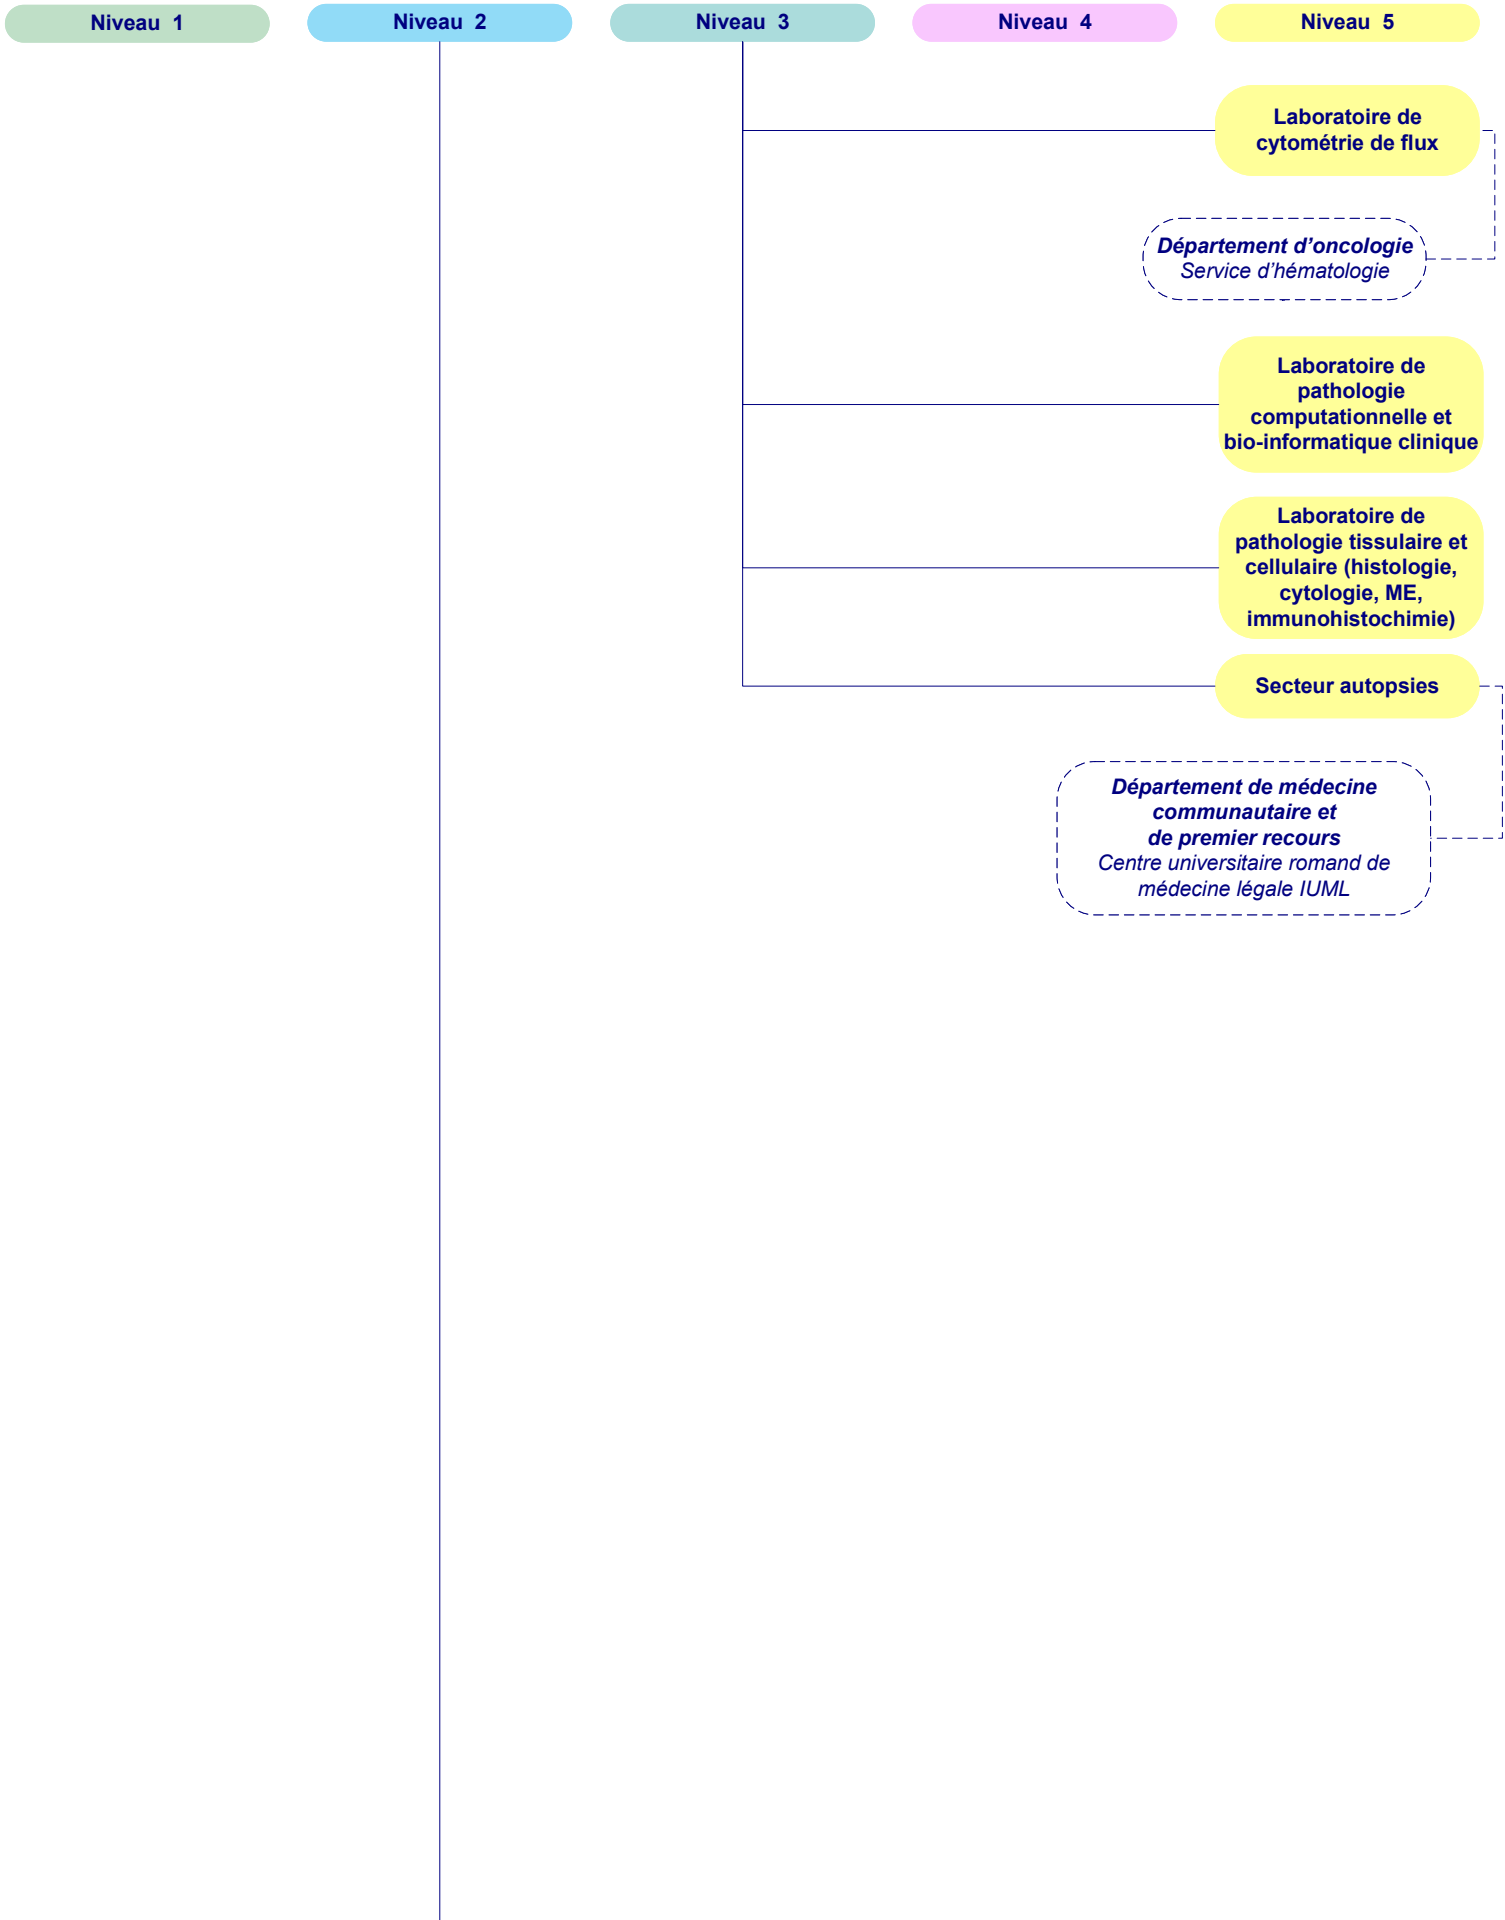 Niveau 1
Niveau 2
Niveau 3
Niveau 4
Niveau 5
Laboratoire de
cytométrie de flux
Département d’oncologie
Service d’hématologie
Laboratoire de
pathologie
computationnelle et
bio-informatique clinique
Laboratoire de
pathologie tissulaire et
cellulaire (histologie,
cytologie, ME,
immunohistochimie)
Secteur autopsies
Département de médecine
communautaire et
de premier recours
Centre universitaire romand de
médecine légale IUML